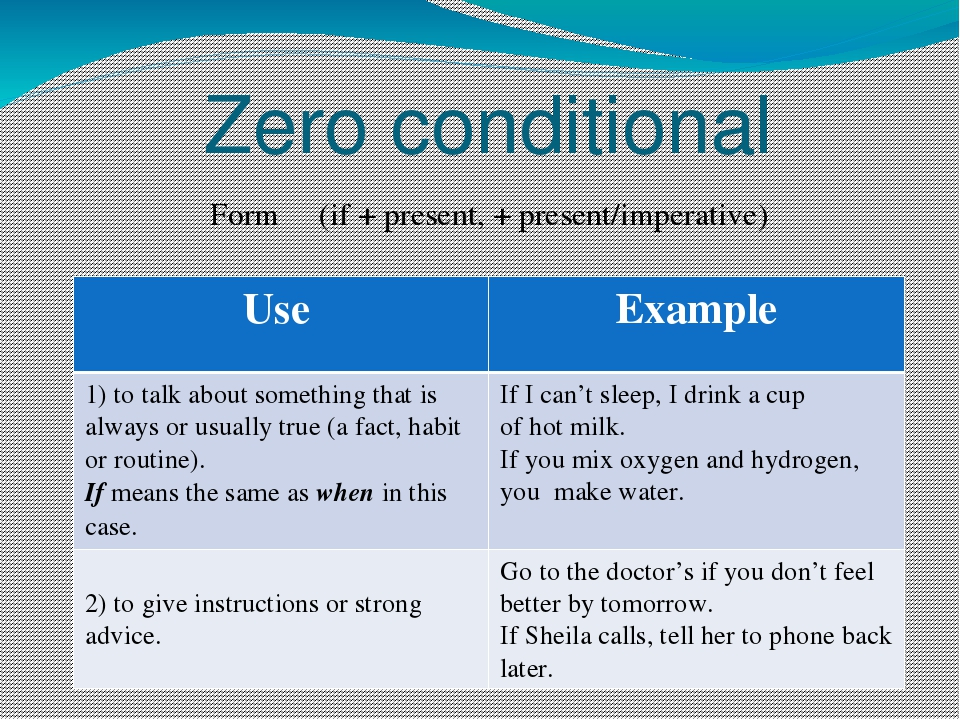 Zero conditional
Form (if + present, + present/imperative)
Use
Example
1) to talk about something that is
always or usually true (a fact, habit
or routine).
If means the same as when in this
case.
If I can’t sleep, I drink a cup
of hot milk.
If you mix oxygen and hydrogen,
you make water.
2) to give instructions or strong
advice.
Go to the doctor’s if you don’t feel
better by tomorrow.
If Sheila calls, tell her to phone back
later.